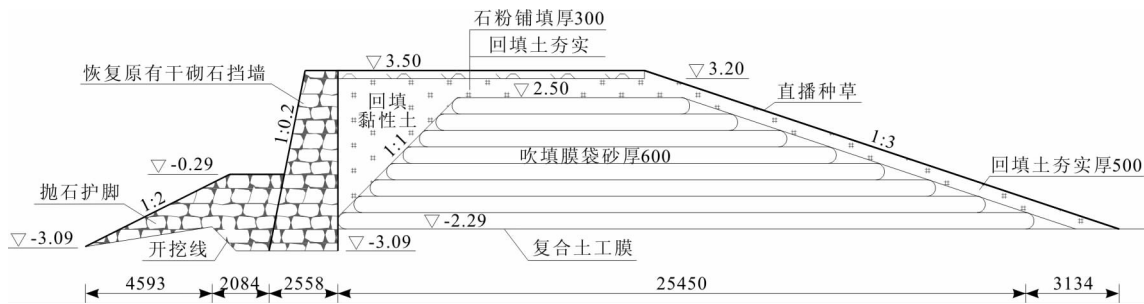 石粉铺填厚300
回填土夯实
▽ 3.50
▽ 3.20
恢复原有干砌石挡墙
▽ 2.50
直播种草
回填
黏性土
1:0.2
1:1
吹填膜袋砂厚600
1:3
▽ -0.29
回填土夯实厚500
抛石护脚
1:2
▽ -2.29
▽ -3.09
开挖线
▽ -3.09
复合土工膜
4593
2084
2558
25450
3134